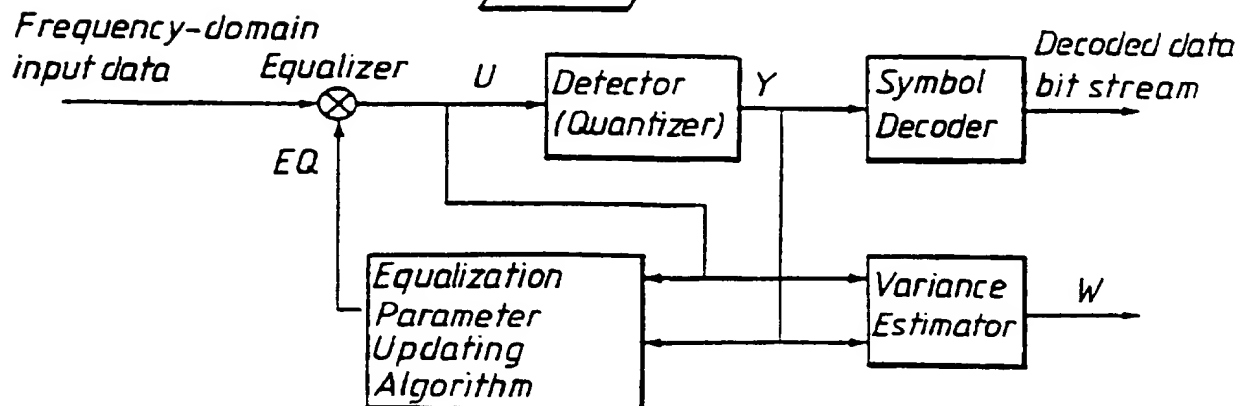 Frequency-domain
input data
Equalizer
U
Detector
(Quantizer)
Y
Symbol
Decoder
Decoded data
bit stream
EQ
Equalization
Parameter
Updating
Algorithm
Variance
Estimator
W